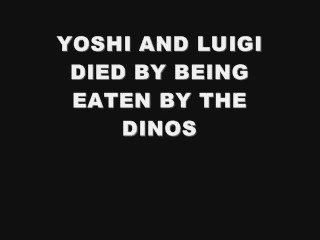 YOSHI AND LUIGI
DIED BY BEING
EATEN BY THE
DINOS